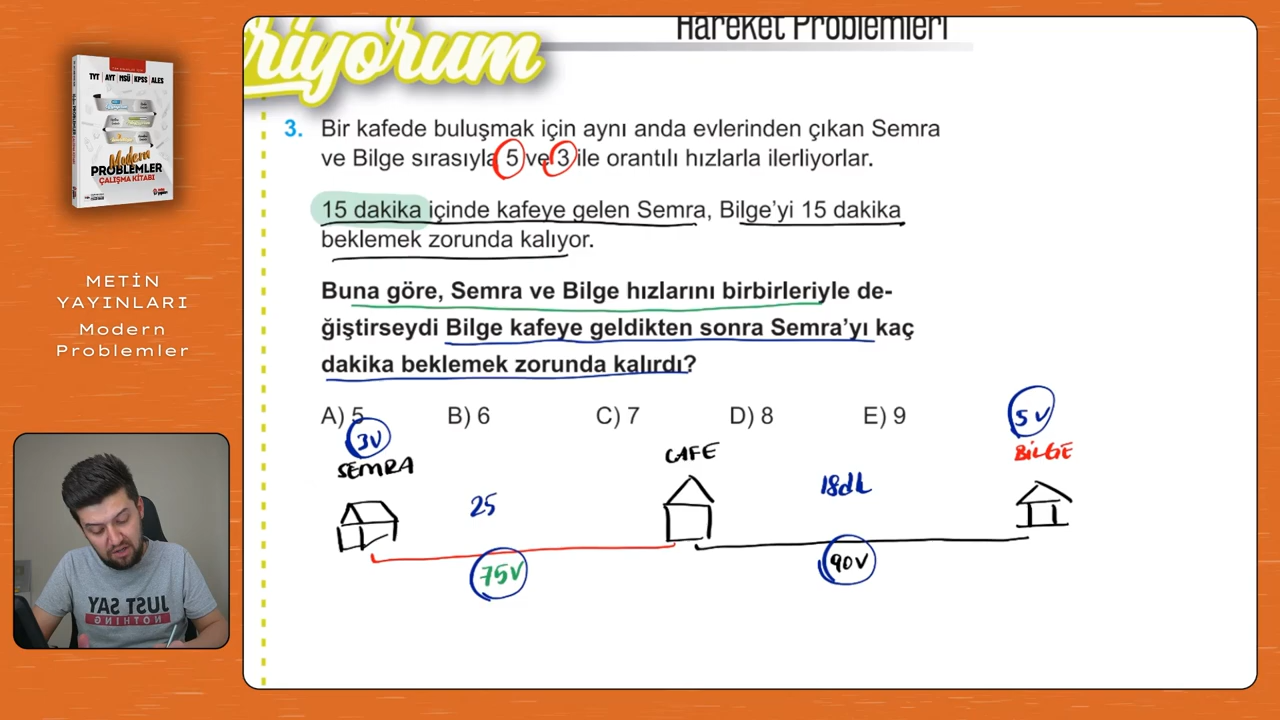 riyorum
Hareket Problemleri
3. Bir kafede buluşmak için aynı anda evlerinden çıkan Semra
ve Bilge sırasıyla 5 ve 3 ile orantılı hızlarla ilerliyorlar.
15 dakika içinde kafeye gelen Semra, Bilge'yi 15 dakika
beklemek zorunda kalıyor.
Buna göre, Semra ve Bilge hızlarını birbirleriyle de-
ğiştirseydi Bilge kafeye geldikten sonra Semra'yı kaç
dakika beklemek zorunda kalırdı?
A) 5 B) 6 C) 7 D) 8 E) 9
3V
SEMRA
CAFE
5V
BİLGE
25
18dk
75V
90V
TYT AYT MSÜ KPSS ALES
Modern
PROBLEMLER
ÇALIŞMA KİTABI
METİN
YAYINLARI
Modern
Problemler
JUST
SAY
NOTHING